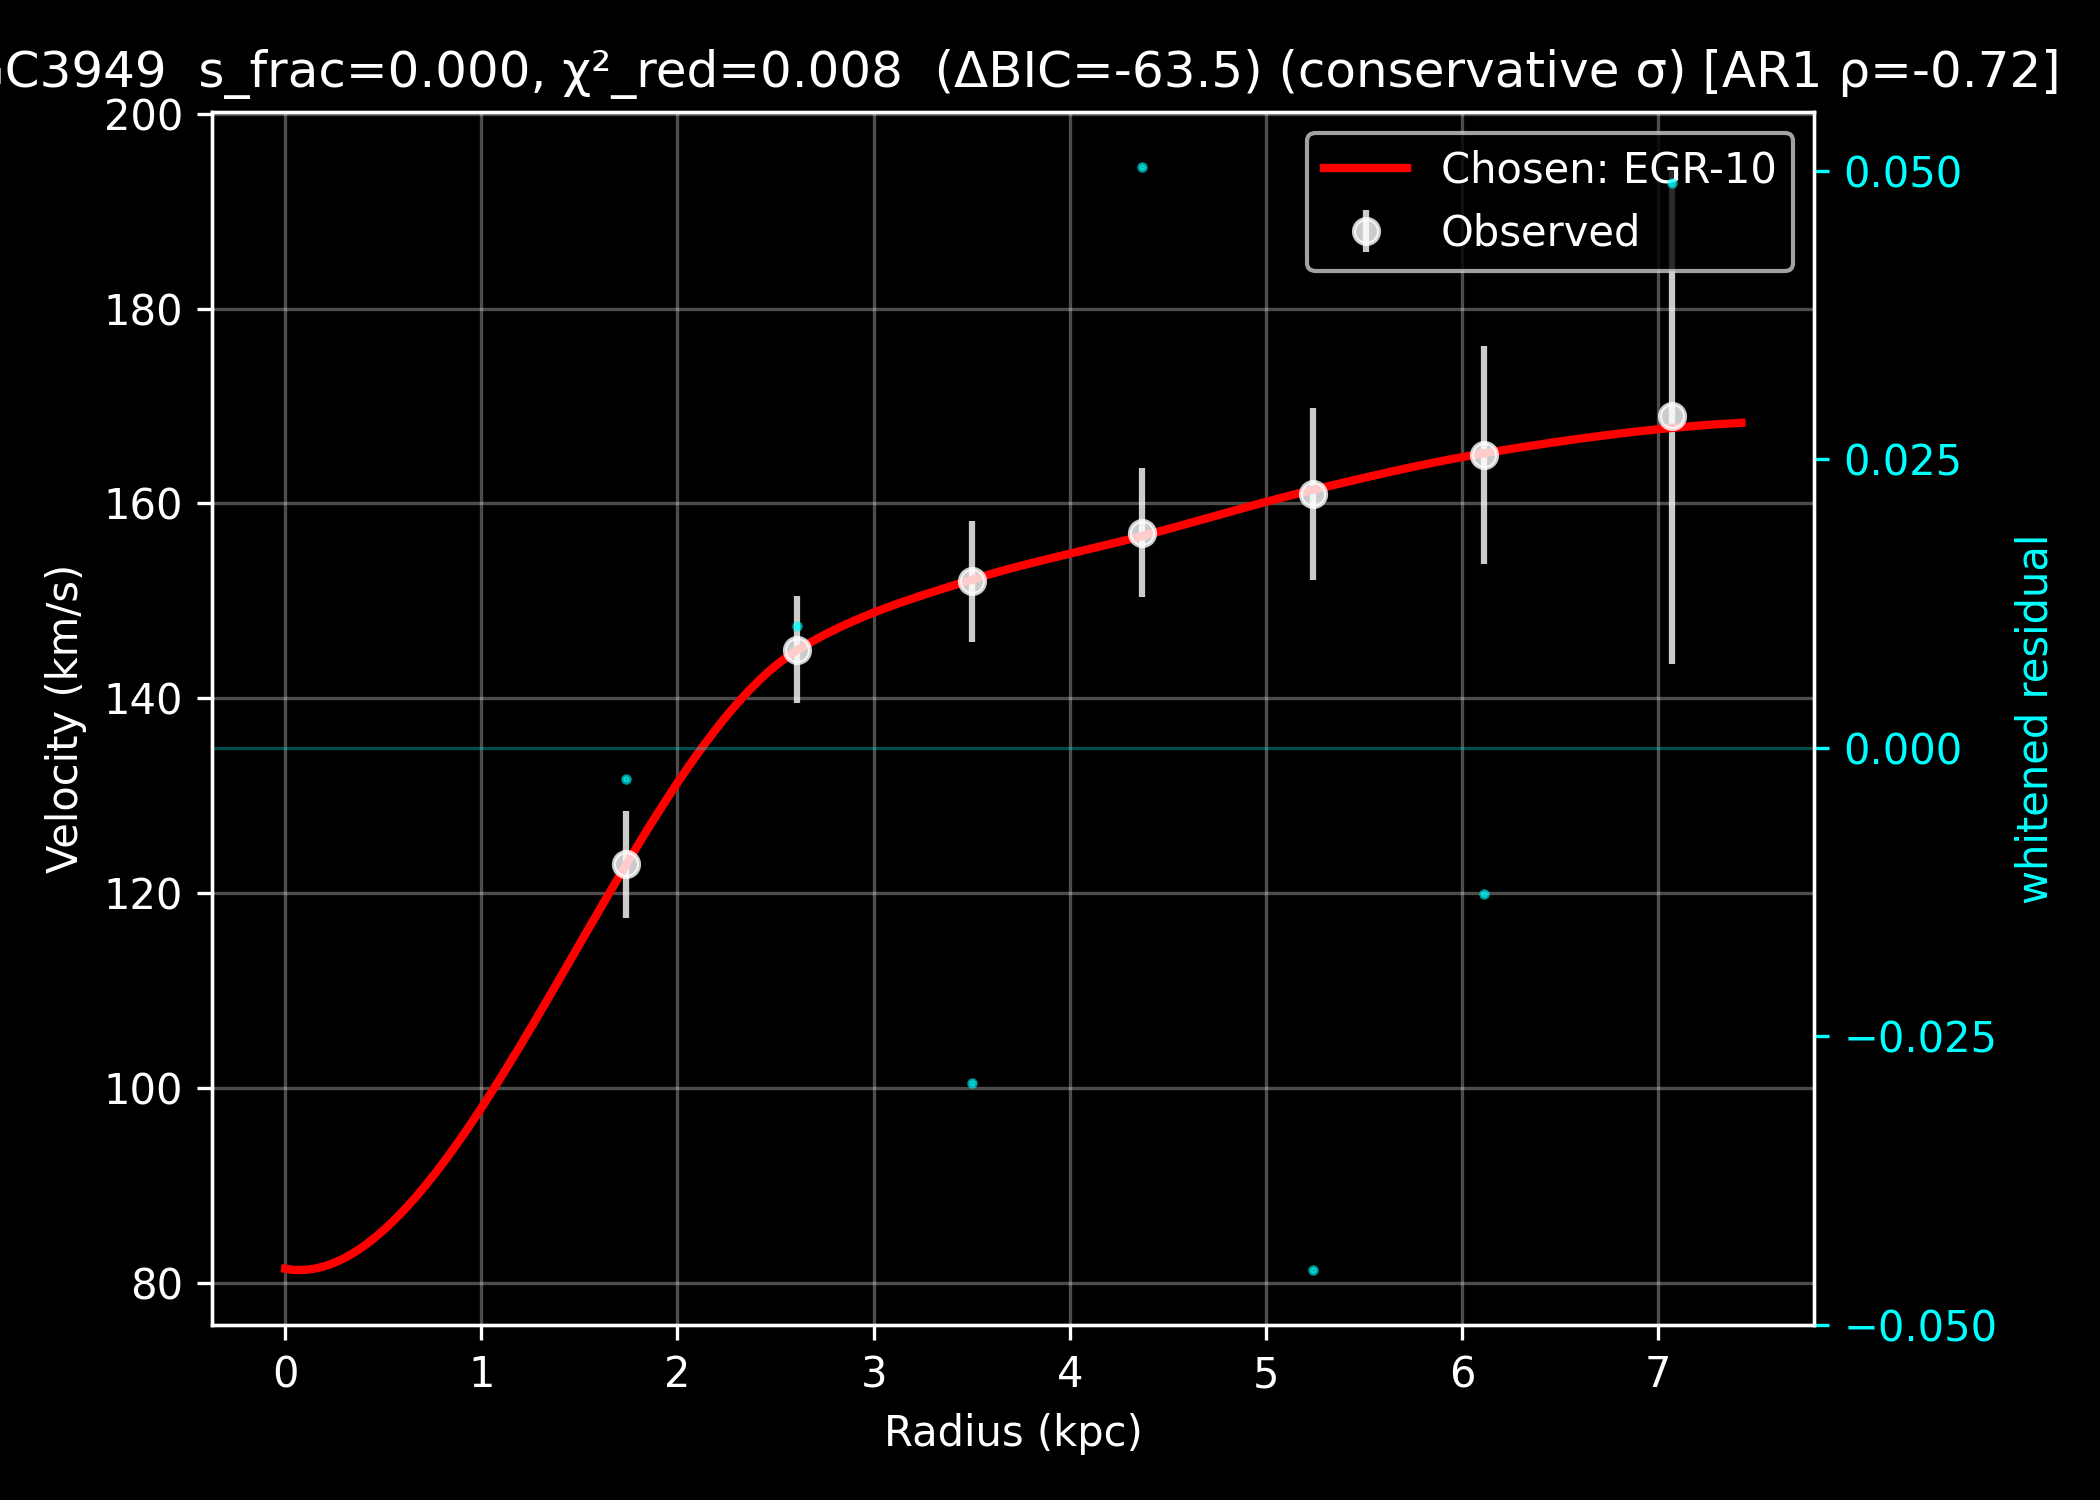 GC3949 s_frac=0.000, χ²_red=0.008 (ΔBIC=-63.5) (conservative σ) [AR1 ρ=-0.72]
200
180
160
140
120
100
80
Velocity (km/s)
Chosen: EGR-10
Observed
0.050
0.025
0.000
−0.025
−0.050
whitened residual
0 1 2 3 4 5 6 7
Radius (kpc)